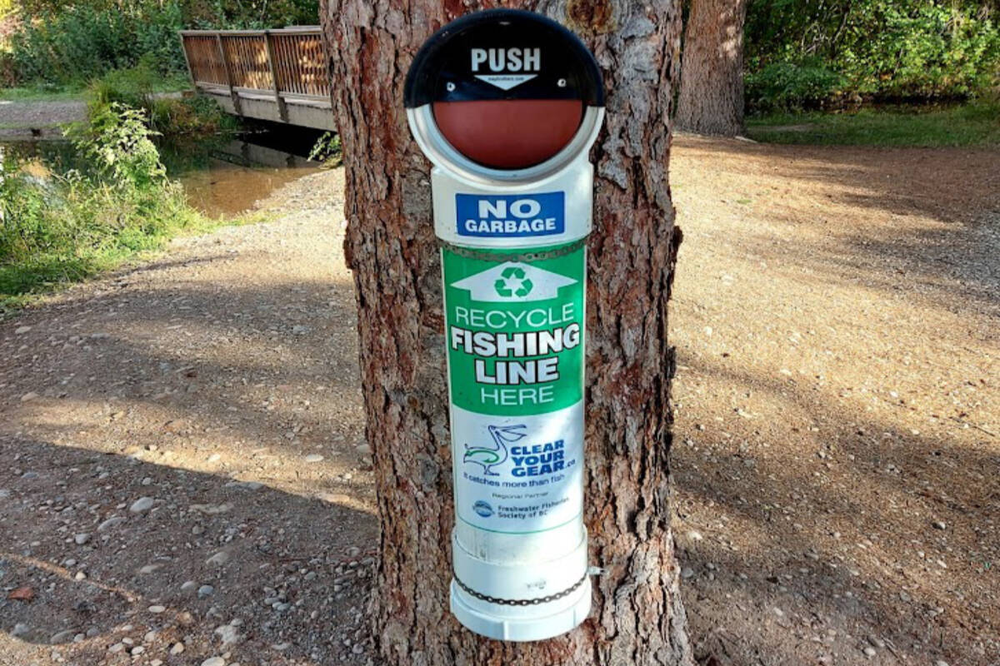 PUSH
NO
GARBAGE
RECYCLE
FISHING
LINE
HERE
CLEAR
YOUR
GEAR.ca
It catches more than fish
Regional Partner
Freshwater Fisheries
Society of BC